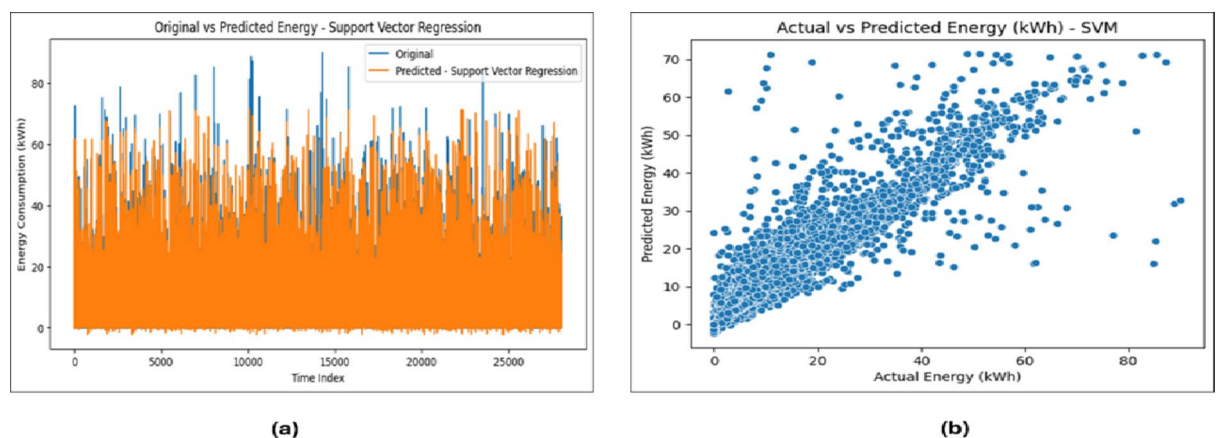 Original vs Predicted Energy - Support Vector Regression
Original
Predicted - Support Vector Regression
Energy Consumption (kWh)
80
60
40
20
0
0 5000 10000 15000 20000 25000
Time Index
(a)
Actual vs Predicted Energy (kWh) - SVM
Predicted Energy (kWh)
70
60
50
40
30
20
10
0
0 20 40 60 80
Actual Energy (kWh)
(b)